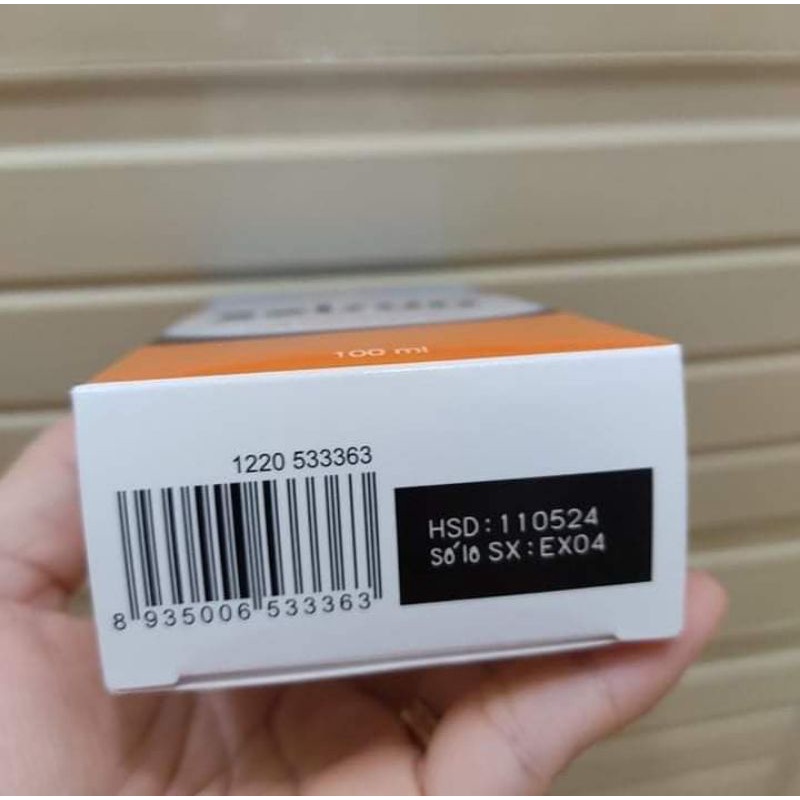 100 ml
1220 533363
8 935006 533363
HSD : 110524
Số lô SX : EX04